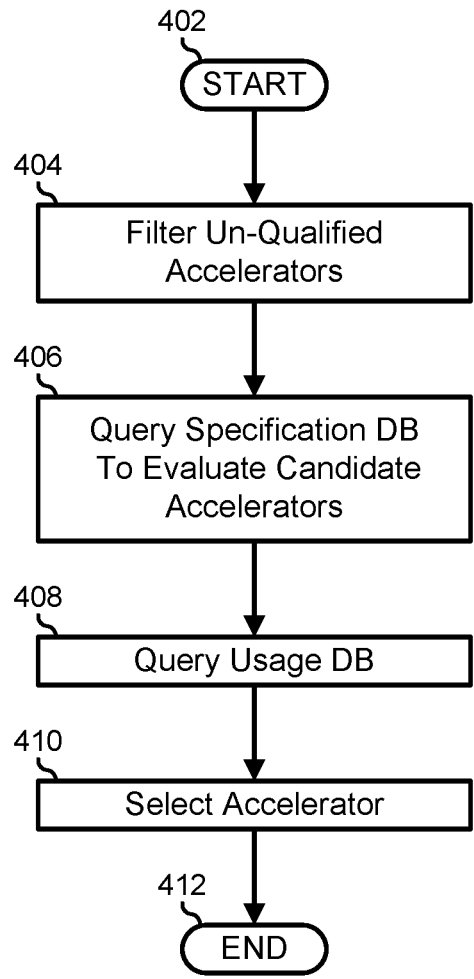 402
START
404
Filter Un-Qualified
Accelerators
406
Query Specification DB
To Evaluate Candidate
Accelerators
408
Query Usage DB
410
Select Accelerator
412
END